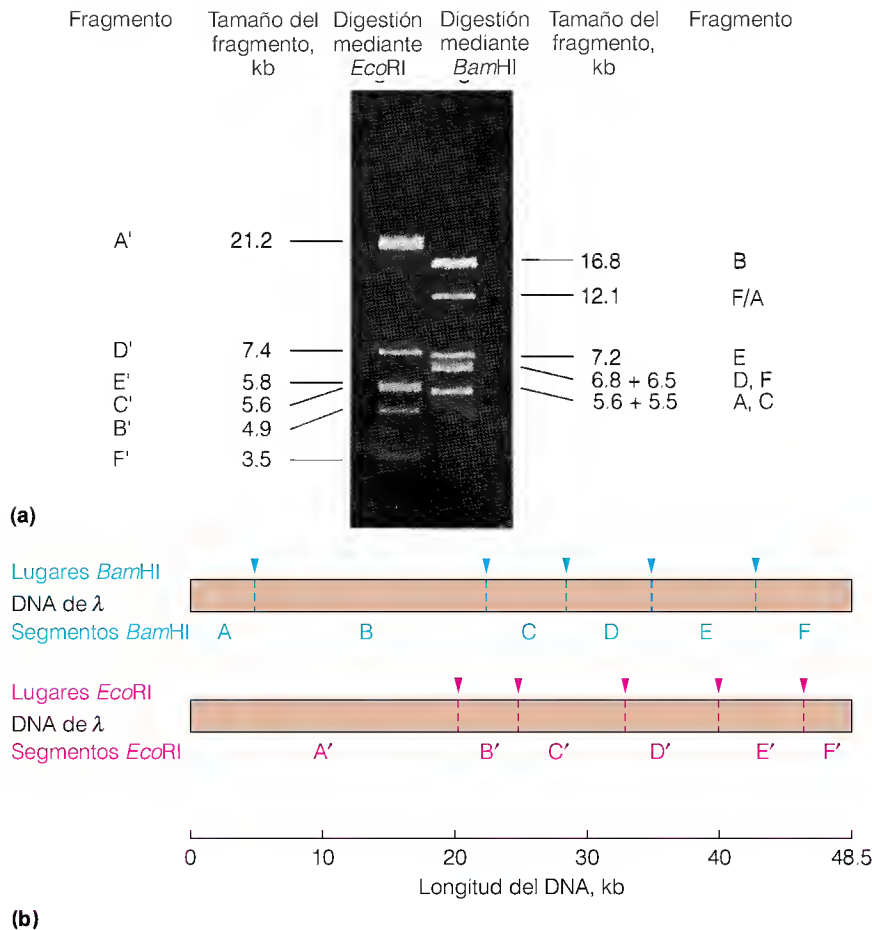 Fragmento
Tamaño del
fragmento,
kb
Digestión
mediante
EcoRI
Digestión
mediante
BamHI
Tamaño del
fragmento,
kb
Fragmento
A' 21.2
16.8 B
12.1 F/A
D' 7.4
7.2 E
E' 5.8
6.8 + 6.5 D, F
C' 5.6
5.6 + 5.5 A, C
B' 4.9
F' 3.5
(a)
Lugares BamHI
DNA de λ
Segmentos BamHI A B C D E F
Lugares EcoRI
DNA de λ
Segmentos EcoRI A′ B′ C′ D′ E′ F′
0 10 20 30 40 48.5
Longitud del DNA, kb
(b)